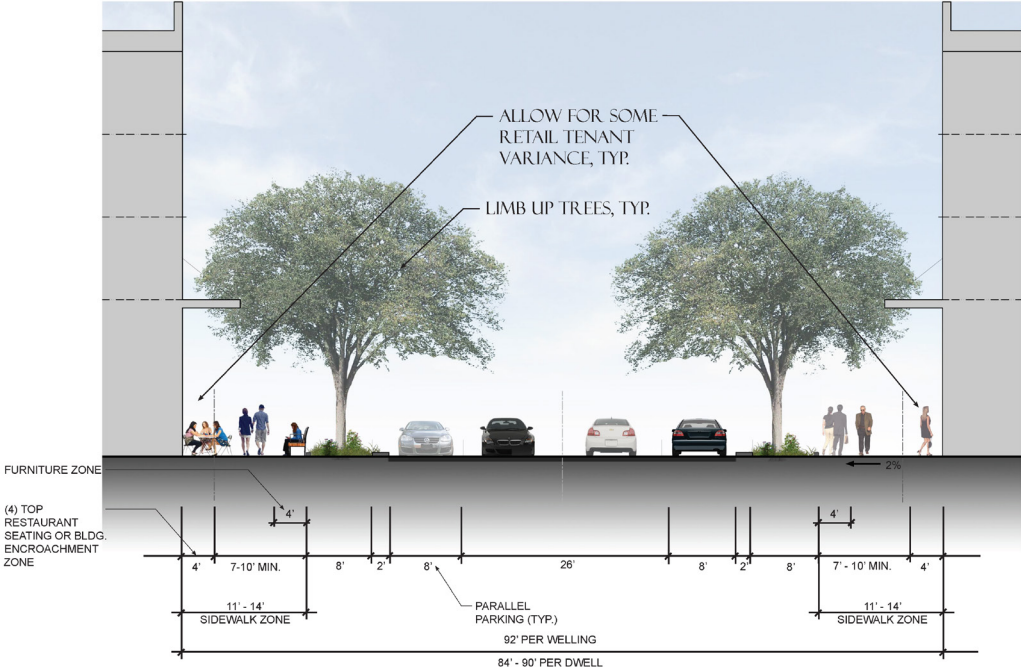 ALLOW FOR SOME
RETAIL TENANT
VARIANCE, TYP.
LIMB UP TREES, TYP.
FURNITURE ZONE
2%
(4) TOP
RESTAURANT
SEATING OR BLDG.
ENCROACHMENT
ZONE
4'
4'
4'
7-10' MIN.
8'
2'
8'
26'
8'
2'
8'
7' - 10' MIN.
4'
11' - 14'
SIDEWALK ZONE
PARALLEL
PARKING (TYP.)
11' - 14'
SIDEWALK ZONE
92' PER WELLING
84' - 90' PER DWELL